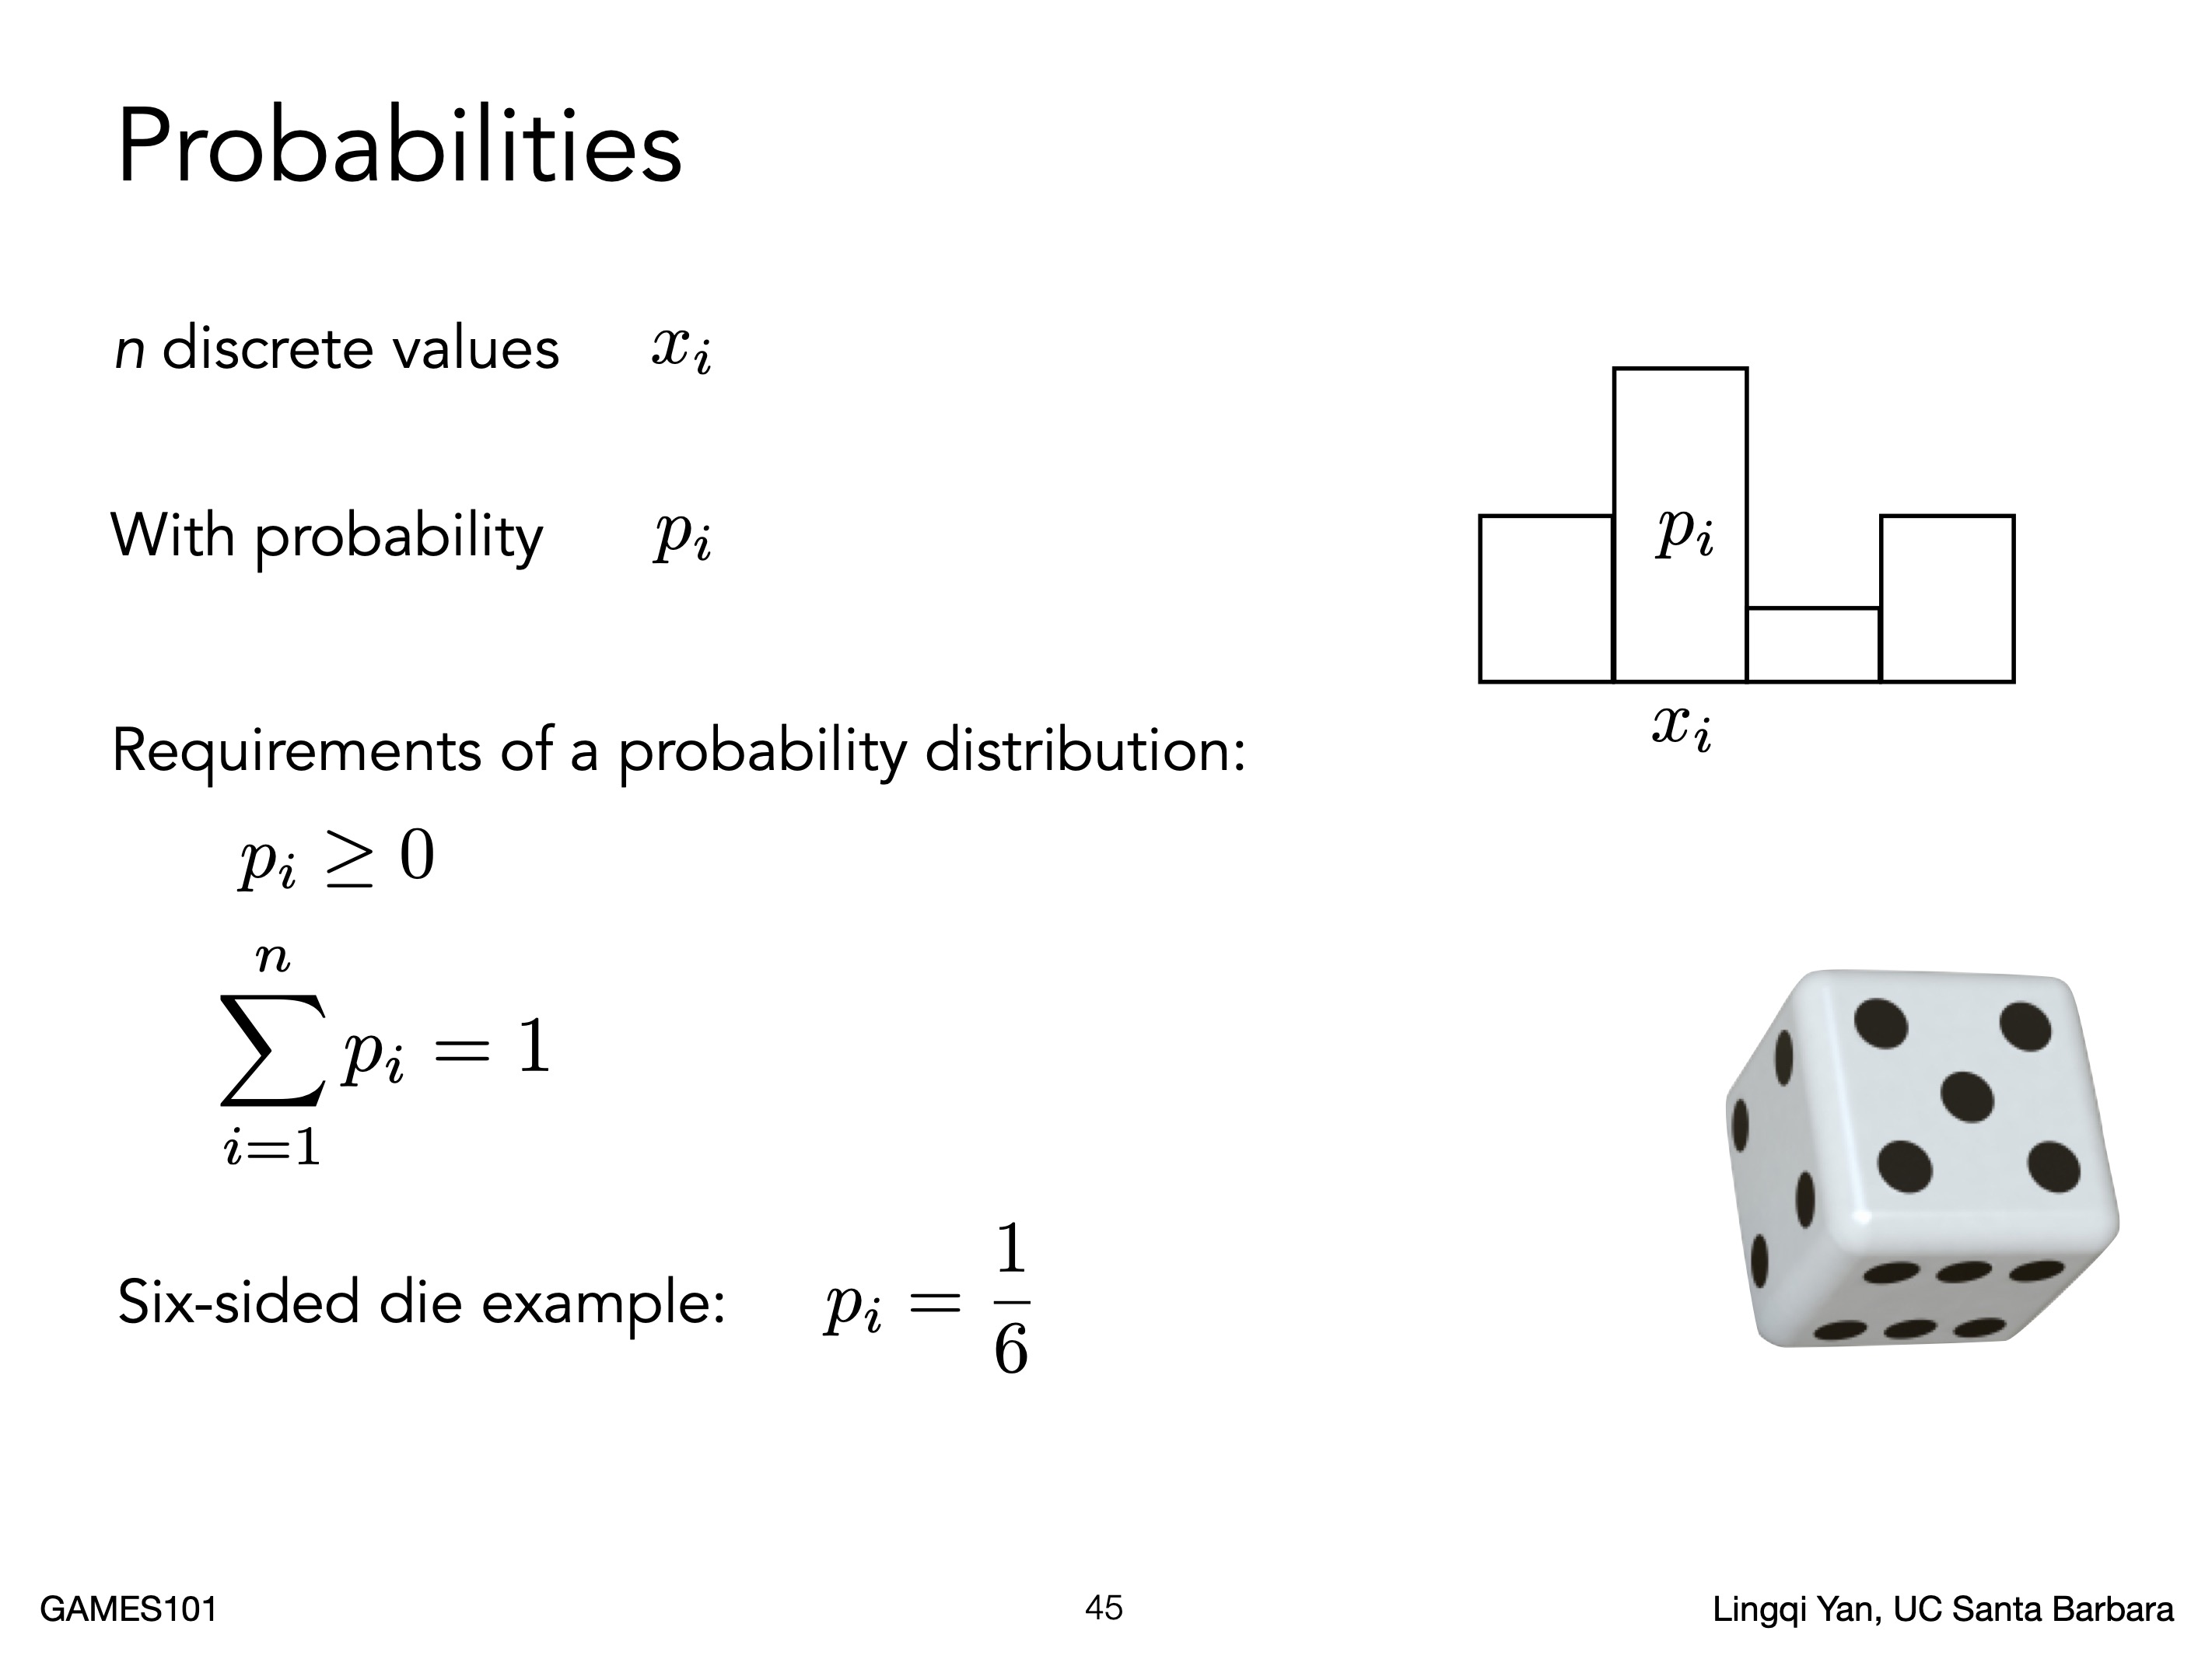 Probabilities
n discrete values x_i
With probability p_i
p_i
x_i
Requirements of a probability distribution:
p_i ≥ 0
\sum_{i=1}^{n} p_i = 1
Six-sided die example: p_i = \frac{1}{6}
GAMES101 45 Lingqi Yan, UC Santa Barbara